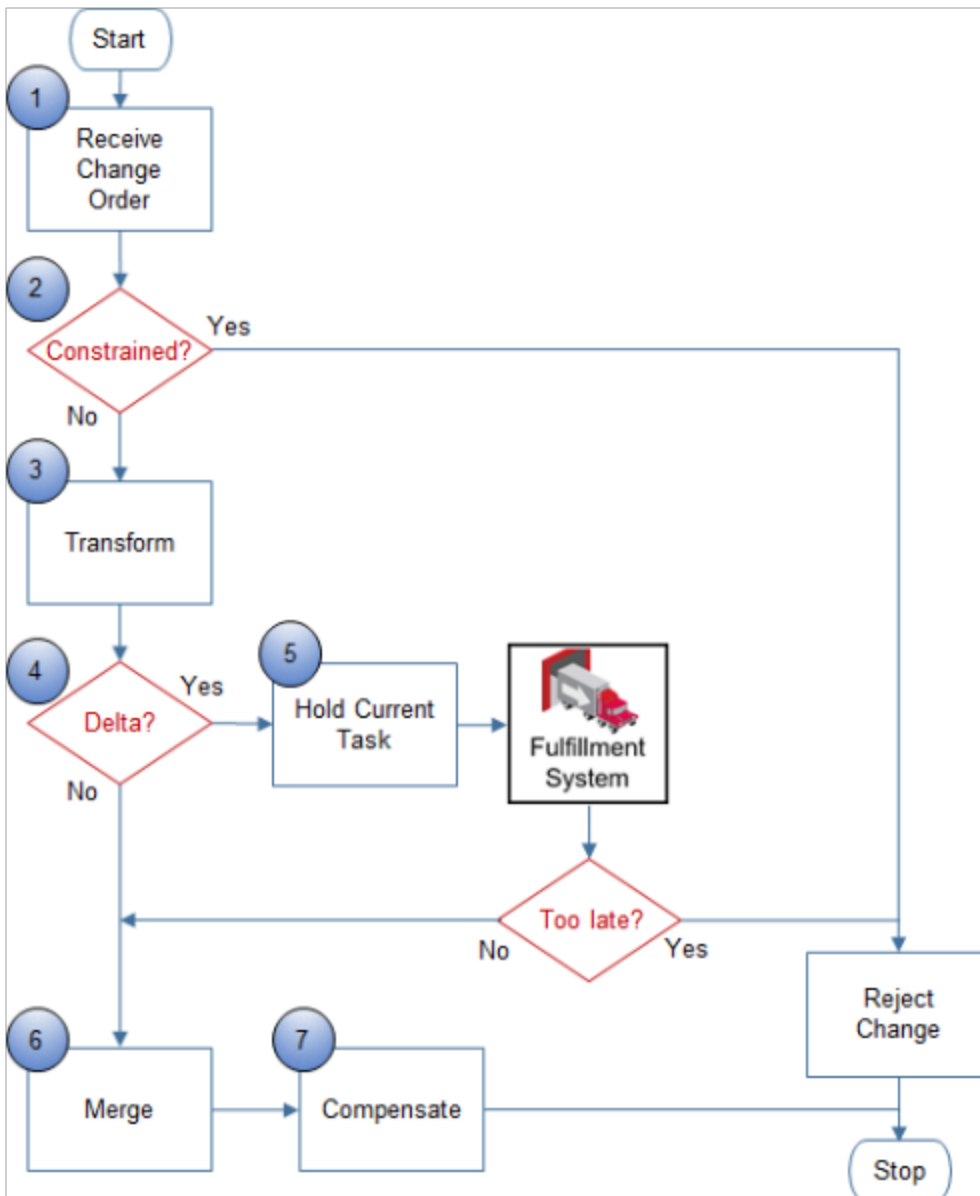 Start
1
Receive
Change
Order
2
Constrained?
Yes
No
3
Transform
4
Delta?
Yes
No
5
Hold Current
Task
Fulfillment
System
Too late?
No
Yes
Reject
Change
6
Merge
7
Compensate
Stop